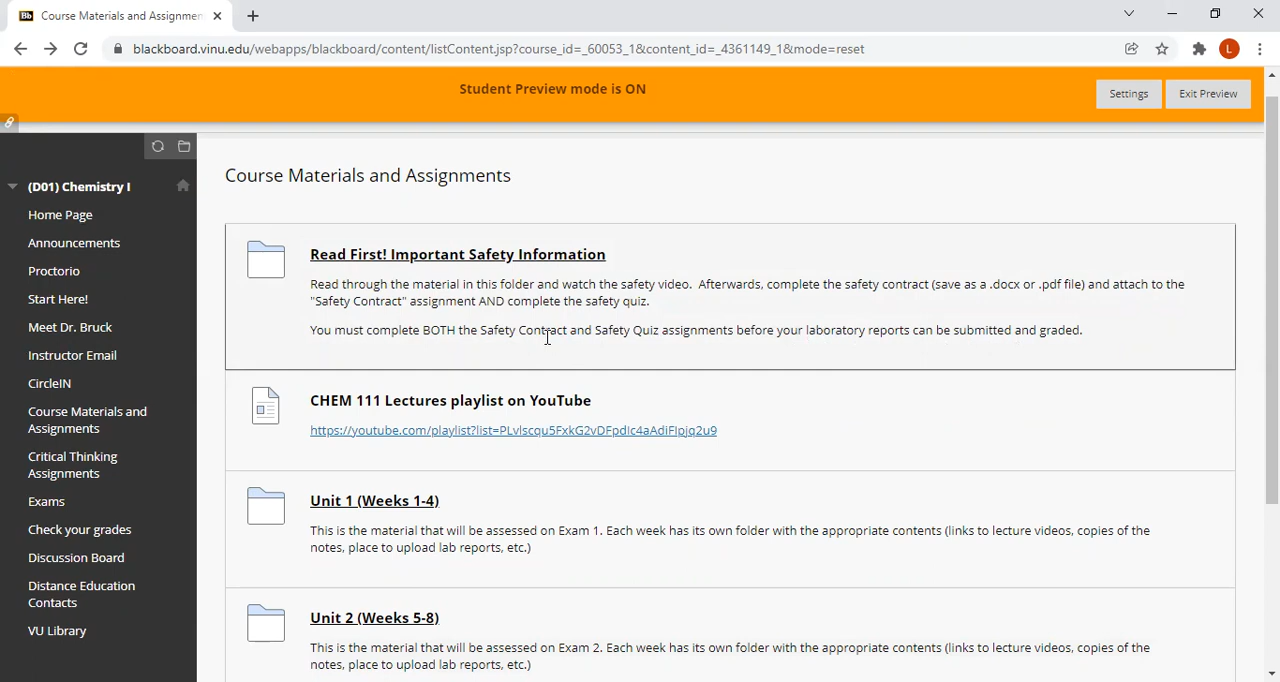 Bb Course Materials and Assignmen
blackboard.vinu.edu/webapps/blackboard/content/listContent.jsp?course_id=_60053_1&content_id=_4361149_1&mode=reset
L
Student Preview mode is ON
Settings
Exit Preview
(D01) Chemistry I
Home Page
Announcements
Proctorio
Start Here!
Meet Dr. Bruck
Instructor Email
CircleIN
Course Materials and
Assignments
Critical Thinking
Assignments
Exams
Check your grades
Discussion Board
Distance Education
Contacts
VU Library
Course Materials and Assignments
Read First! Important Safety Information
Read through the material in this folder and watch the safety video. Afterwards, complete the safety contract (save as a .docx or .pdf file) and attach to the
"Safety Contract" assignment AND complete the safety quiz.
You must complete BOTH the Safety Contract and Safety Quiz assignments before your laboratory reports can be submitted and graded.
CHEM 111 Lectures playlist on YouTube
https://youtube.com/playlist?list=PLvlscqu5FxkG2vDFpdIc4aAdiFIpjq2u9
Unit 1 (Weeks 1-4)
This is the material that will be assessed on Exam 1. Each week has its own folder with the appropriate contents (links to lecture videos, copies of the
notes, place to upload lab reports, etc.)
Unit 2 (Weeks 5-8)
This is the material that will be assessed on Exam 2. Each week has its own folder with the appropriate contents (links to lecture videos, copies of the
notes, place to upload lab reports, etc.)